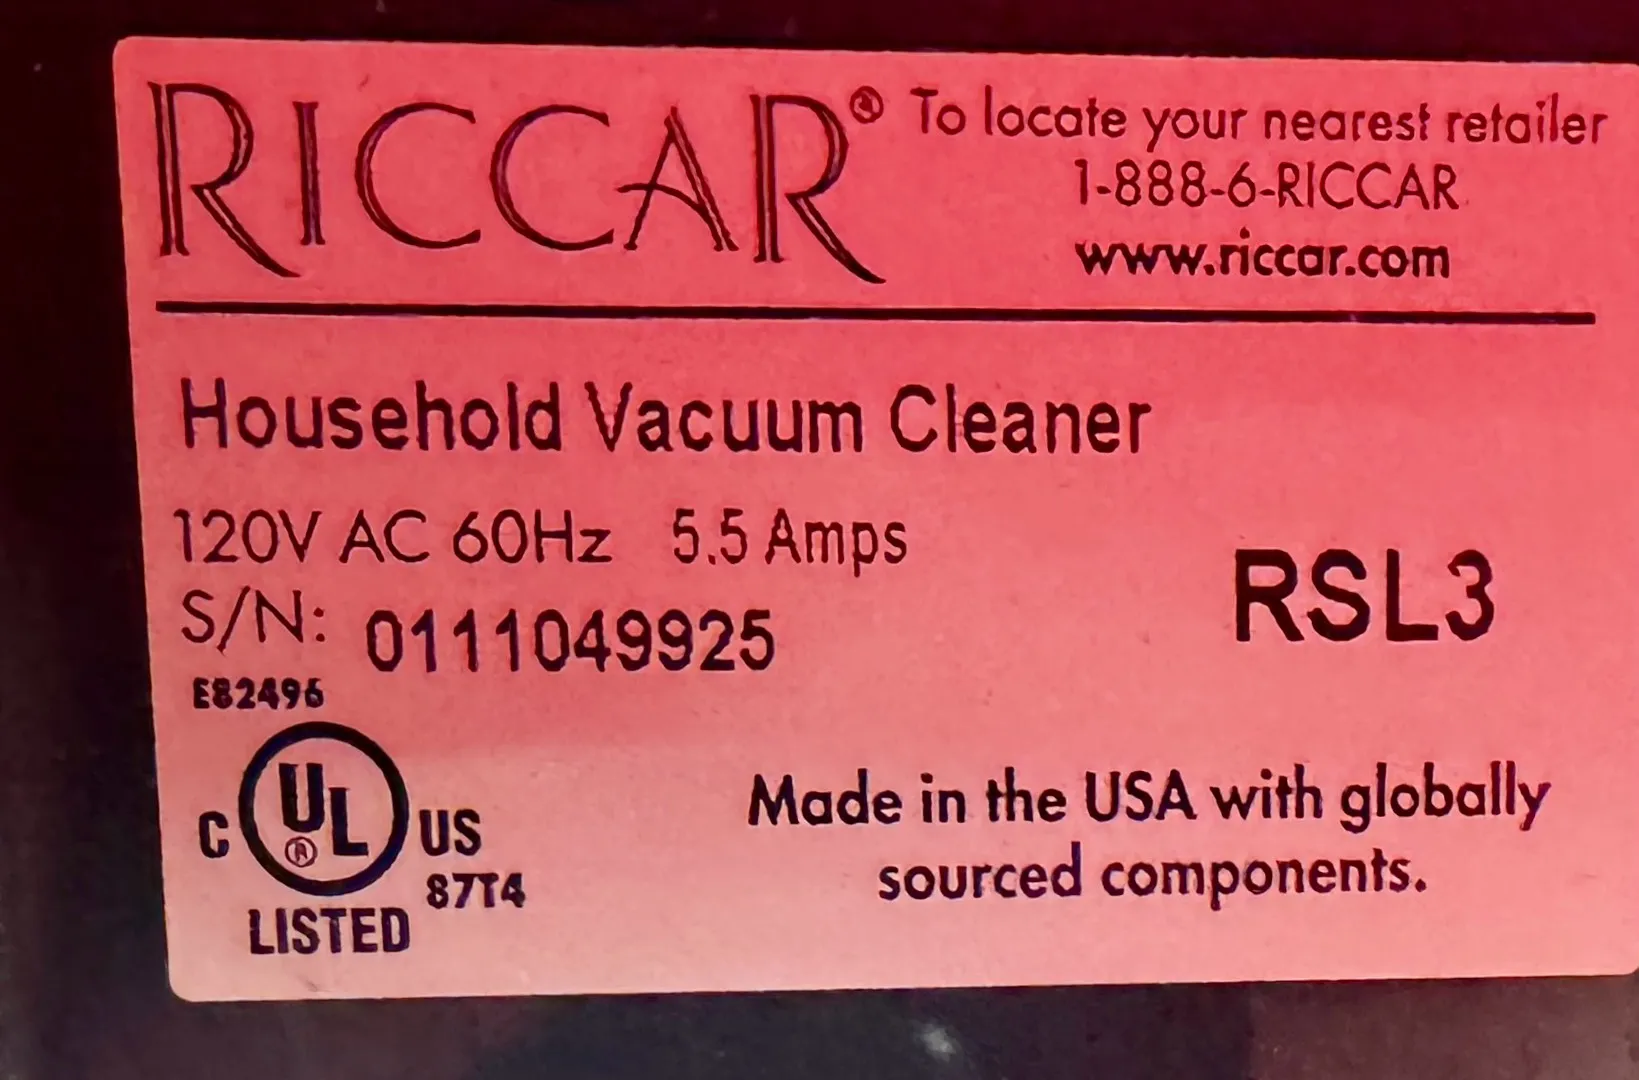 RICCAR®
To locate your nearest retailer
1-888-6-RICCAR
www.riccar.com
Household Vacuum Cleaner
120V AC 60Hz 5.5 Amps
S/N: 0111049925
RSL3
E82496
C UL® US
87T4
LISTED
Made in the USA with globally
sourced components.